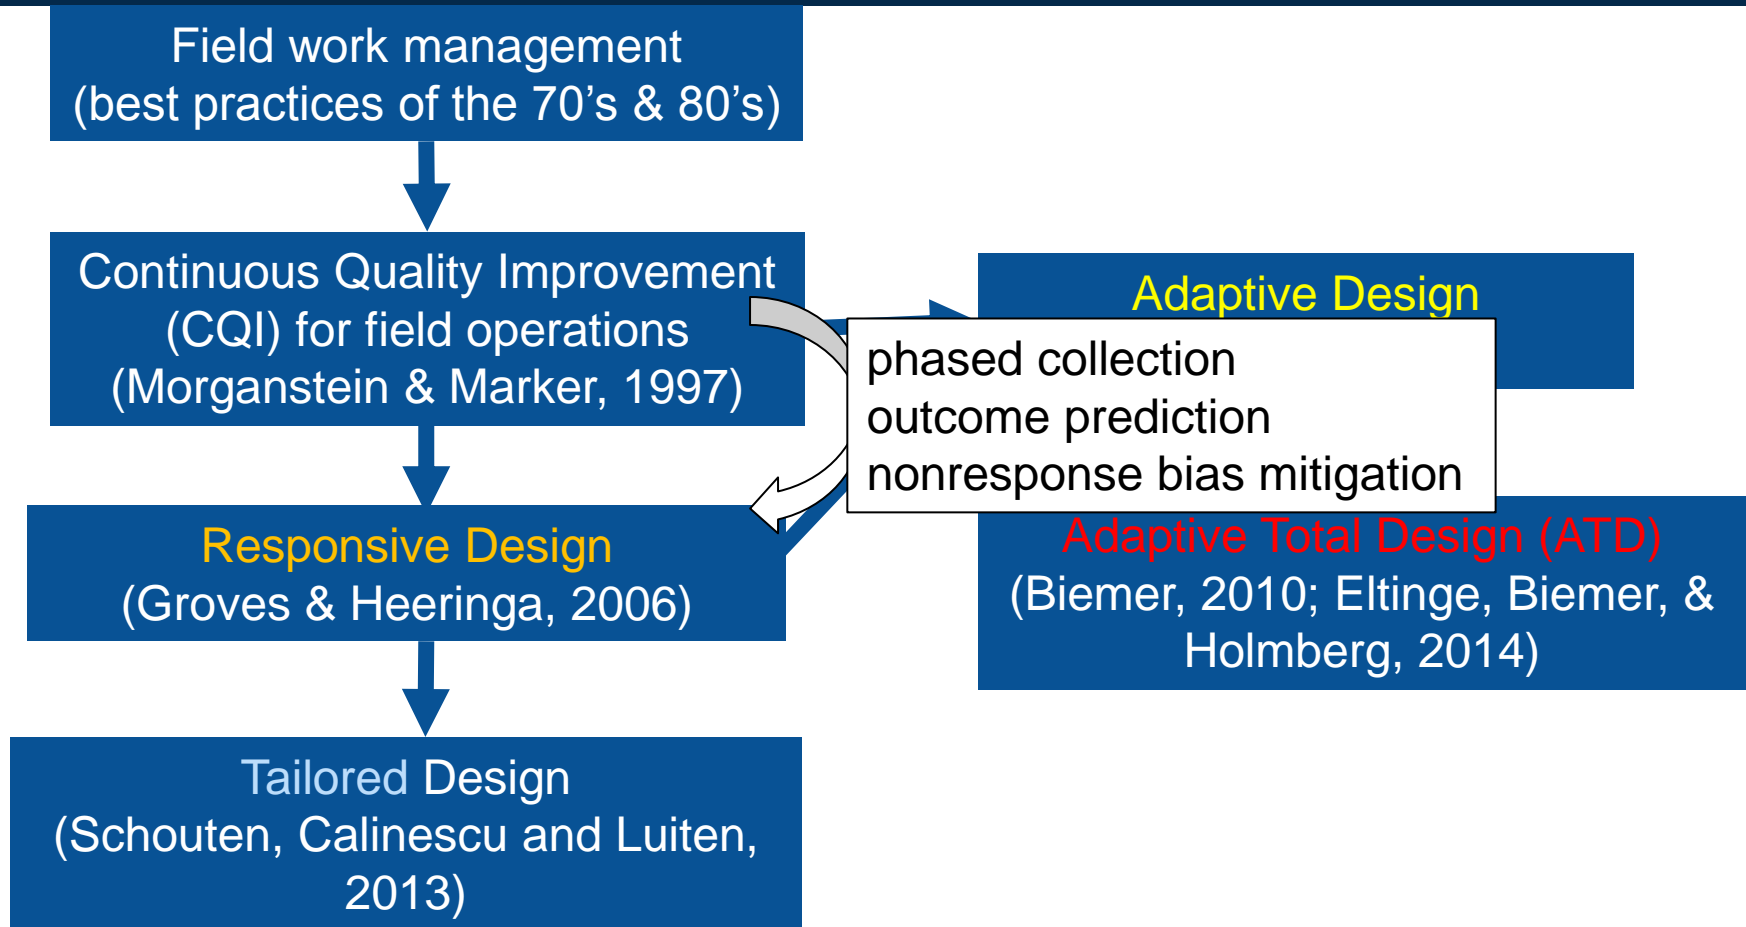 Field work management
(best practices of the 70’s & 80’s)
Continuous Quality Improvement
(CQI) for field operations
(Morganstein & Marker, 1997)
Adaptive Design
phased collection
outcome prediction
nonresponse bias mitigation
Responsive Design
(Groves & Heeringa, 2006)
Adaptive Total Design (ATD)
(Biemer, 2010; Eltinge, Biemer, &
Holmberg, 2014)
Tailored Design
(Schouten, Calinescu and Luiten,
2013)